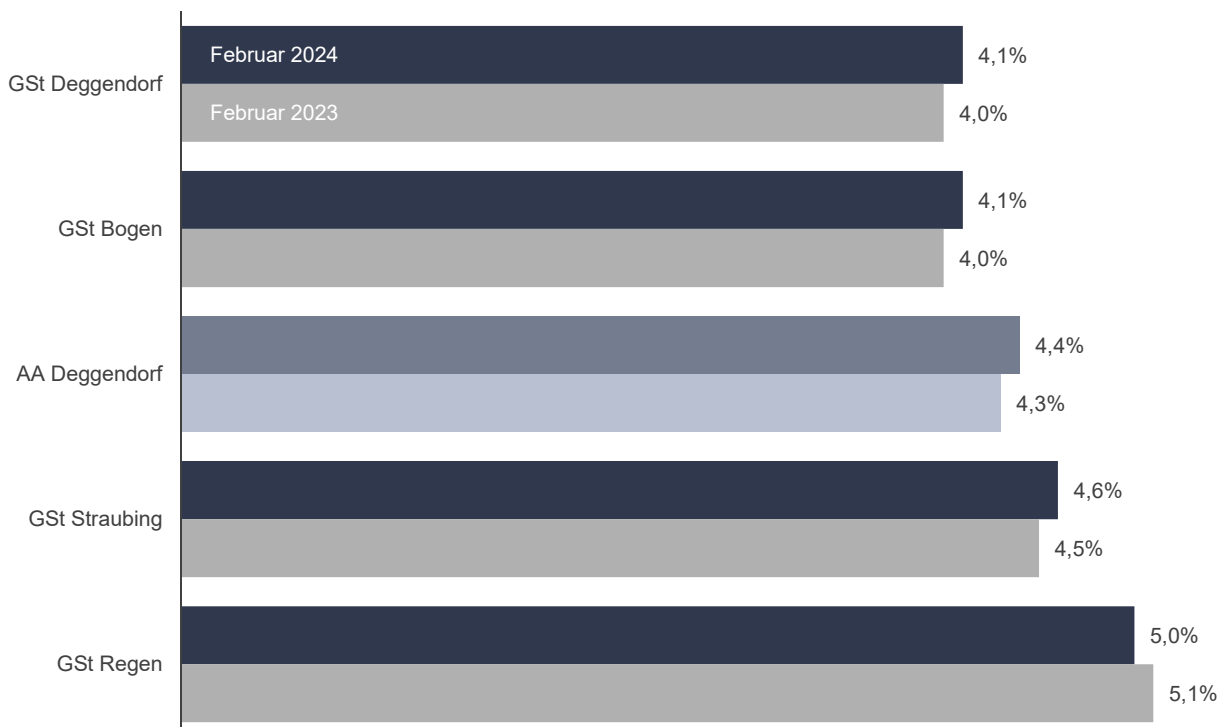 Februar 2024
4,1%
GSt Deggendorf
Februar 2023
4,0%
4,1%
GSt Bogen
4,0%
4,4%
AA Deggendorf
4,3%
4,6%
GSt Straubing
4,5%
5,0%
GSt Regen
5,1%